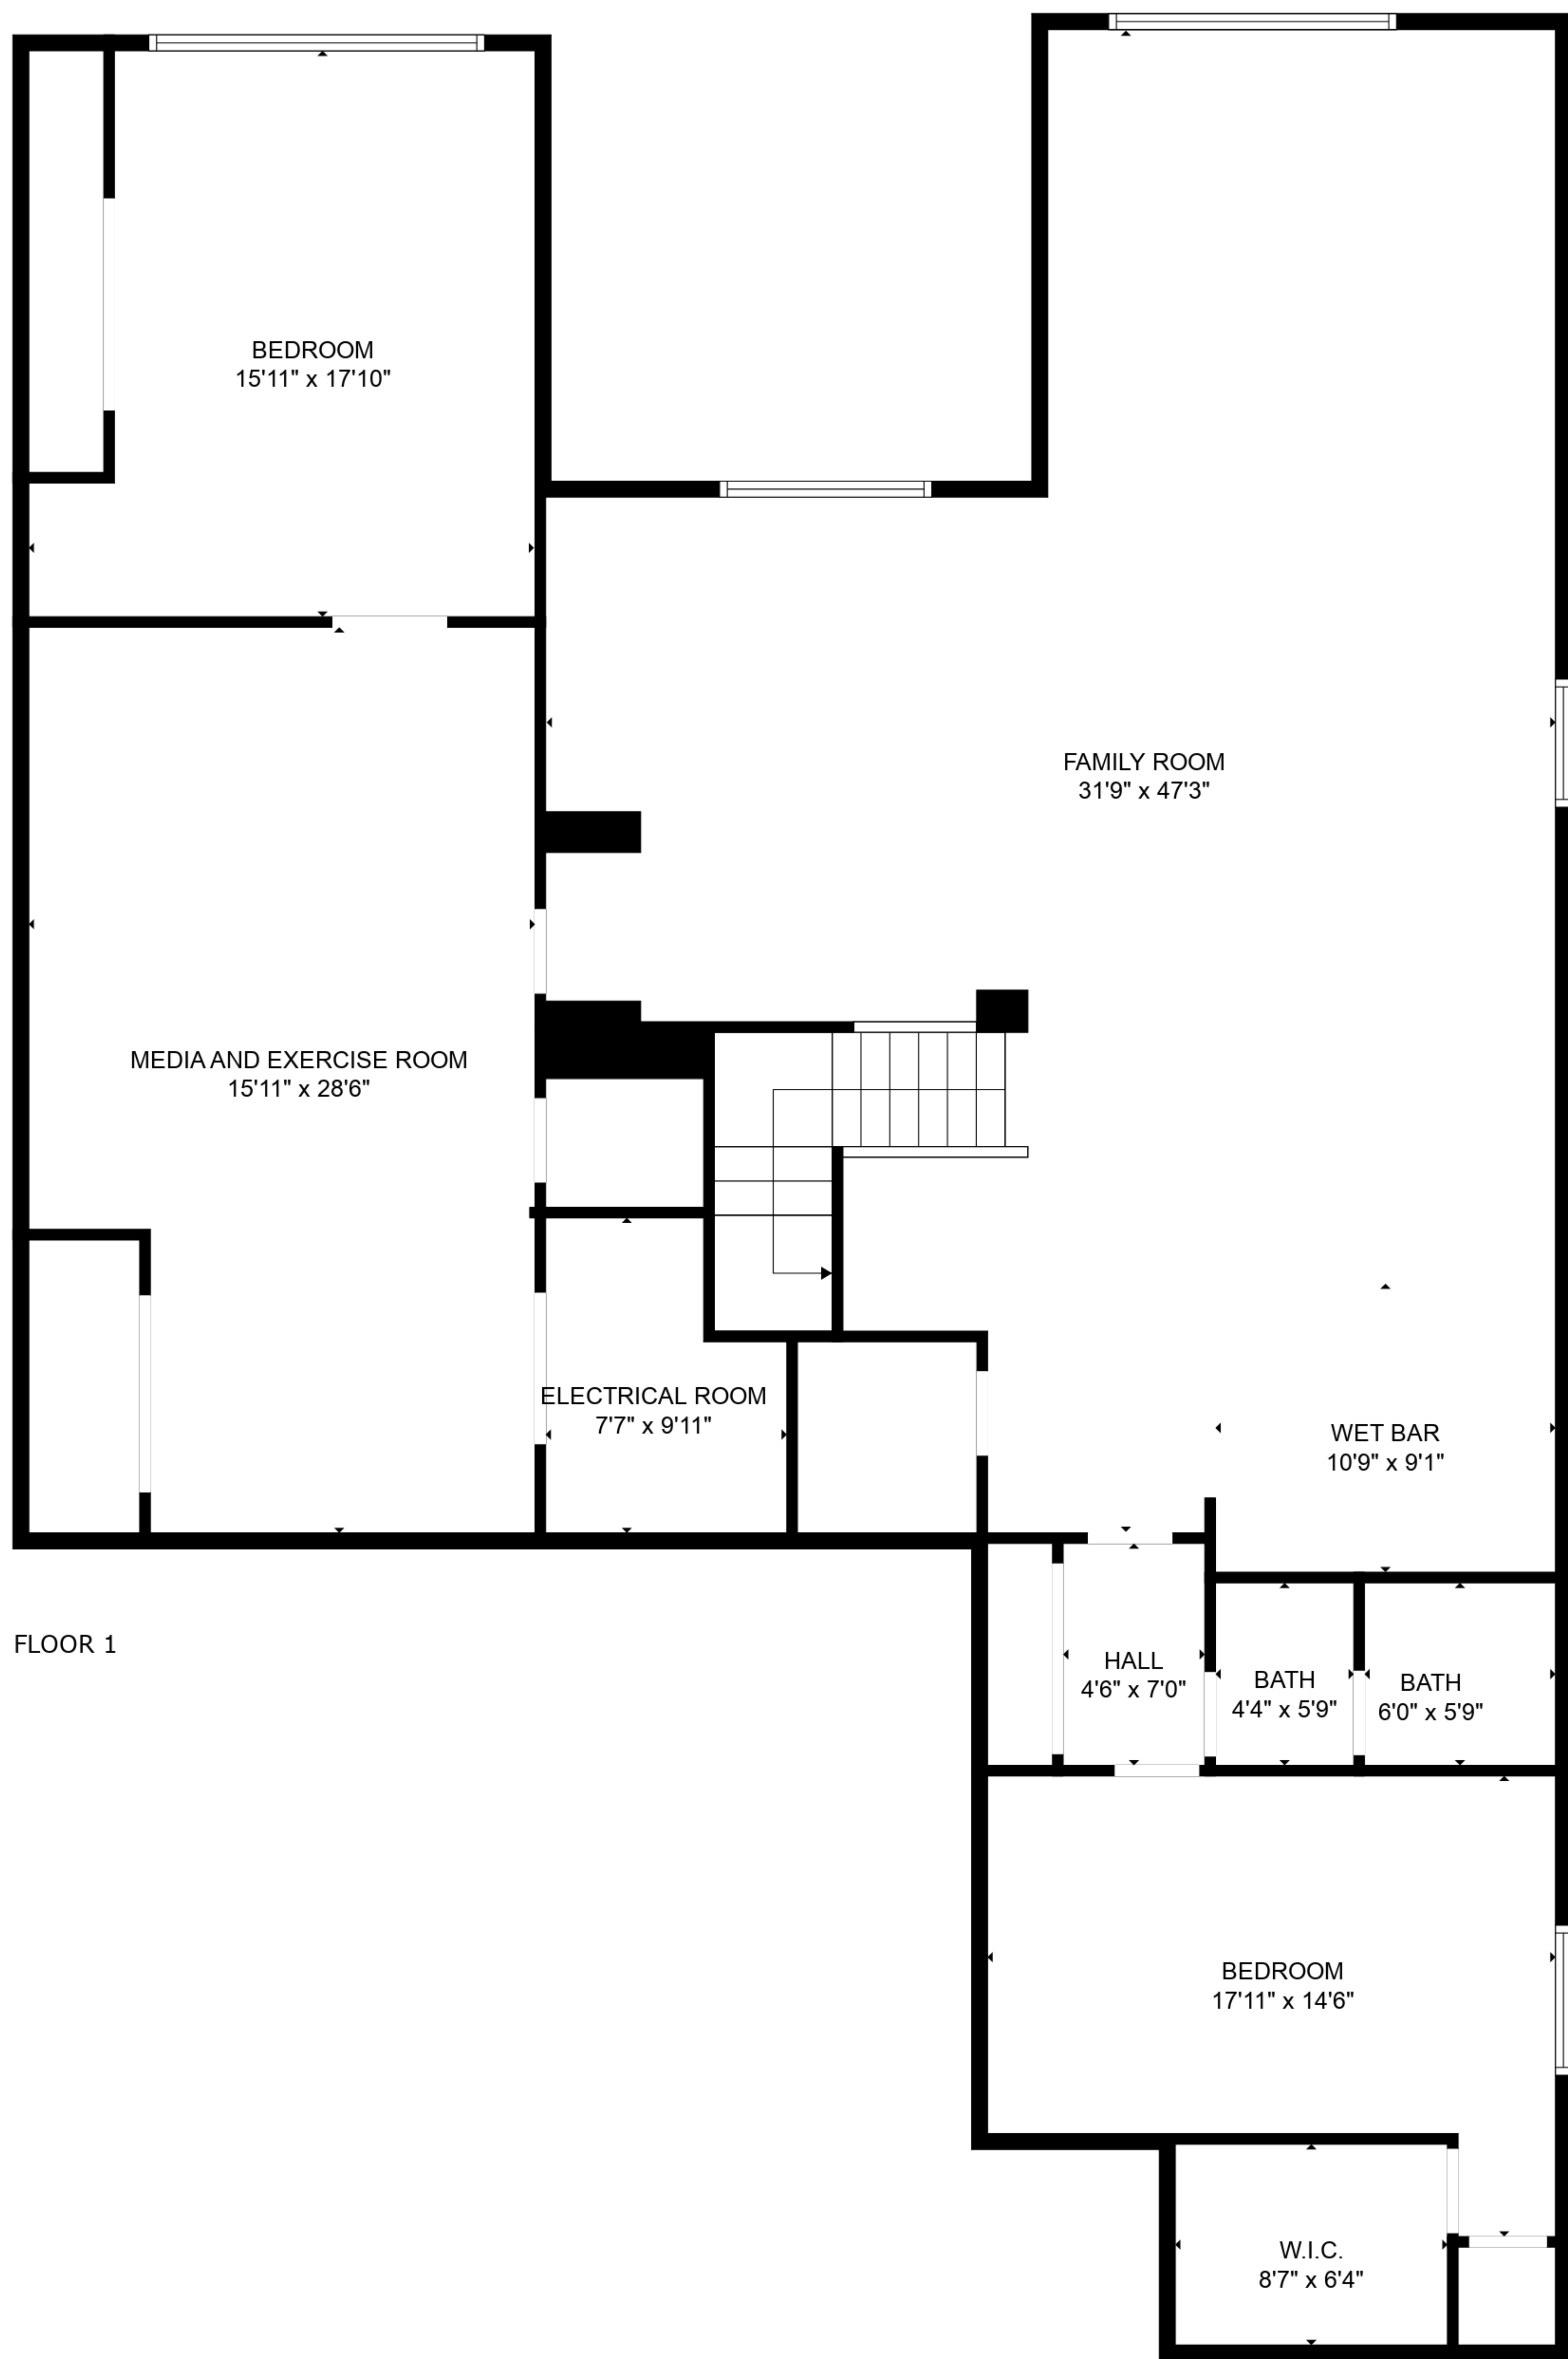 BEDROOM
15'11" x 17'10"
FAMILY ROOM
31'9" x 47'3"
MEDIA AND EXERCISE ROOM
15'11" x 28'6"
ELECTRICAL ROOM
7'7" x 9'11"
WET BAR
10'9" x 9'1"
FLOOR 1
HALL
4'6" x 7'0"
BATH
4'4" x 5'9"
BATH
6'0" x 5'9"
BEDROOM
17'11" x 14'6"
W.I.C.
8'7" x 6'4"